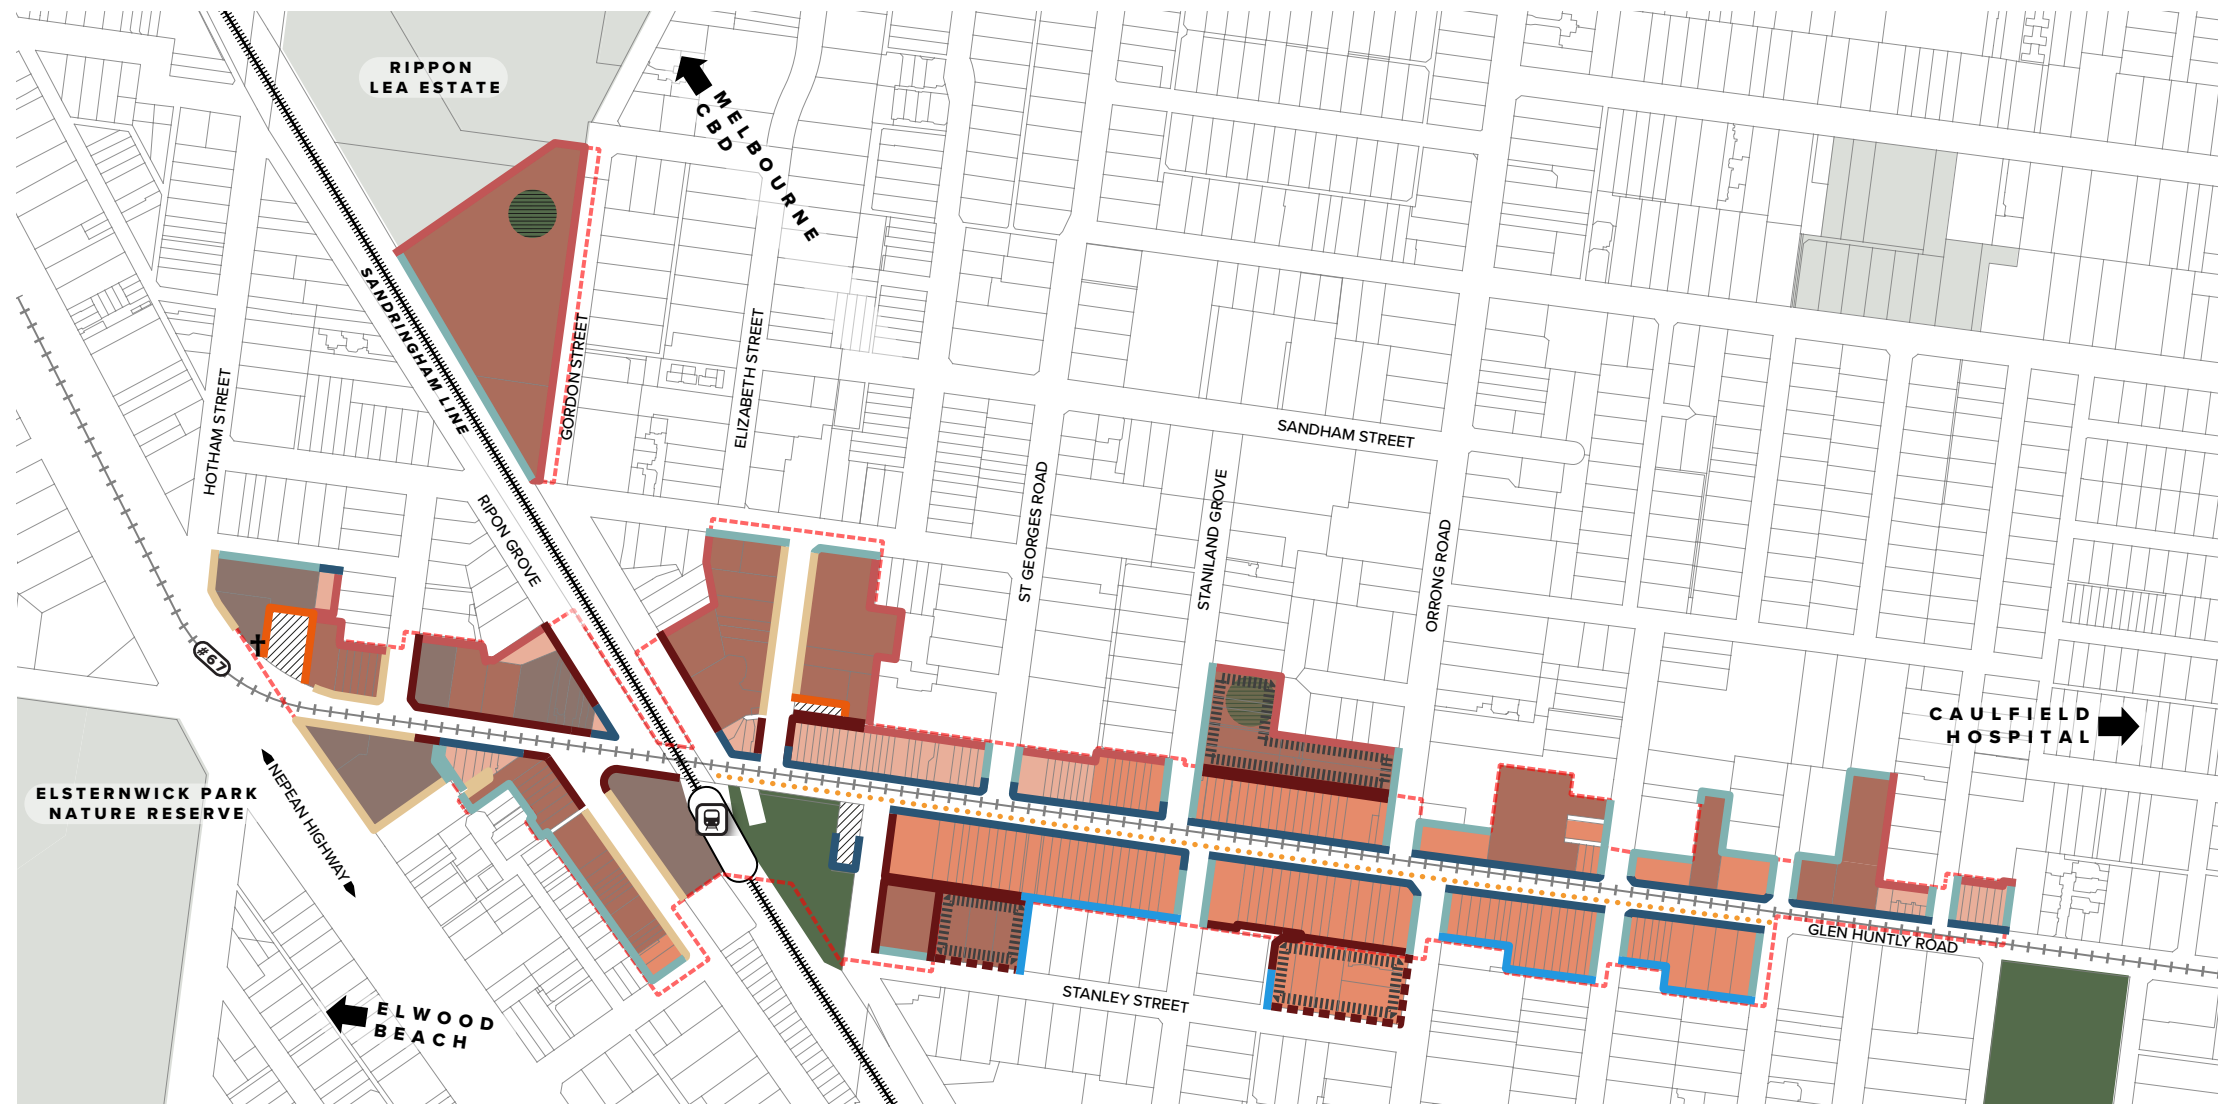 RIPPON
LEA ESTATE
MELBOURNE
CBD
SANDRINGHAM LINE
GORDON STREET
ELIZABETH STREET
HOTHAM STREET
SANDHAM STREET
RIPON GROVE
ST GEORGES ROAD
STANILAND GROVE
ORRONG ROAD
#67
CAULFIELD
HOSPITAL
ELSTERNWICK PARK
NATURE RESERVE
NEPEAN HIGHWAY
GLEN HUNTLY ROAD
STANLEY STREET
ELWOOD
BEACH